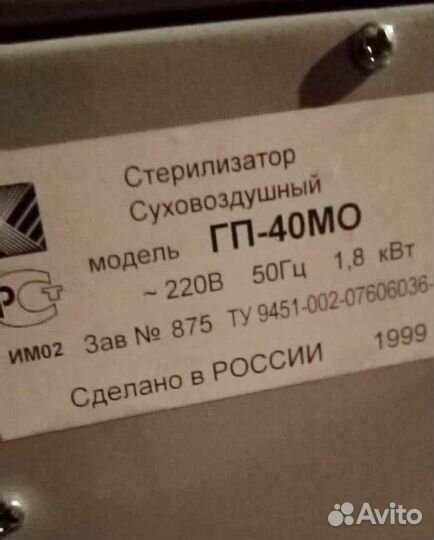 Стерилизатор
Суховоздушный
модель ГП-40МО
~ 220В 50Гц 1,8 кВт
РСТ
ИМ02 Зав № 875 ТУ 9451-002-07606036-
Сделано в РОССИИ 1999
Avito